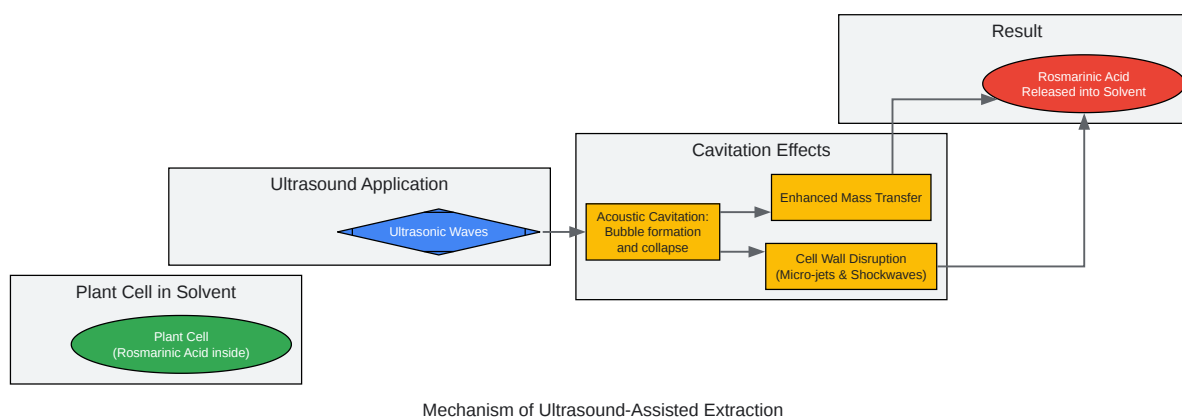 Result
Rosmarinic Acid
Released into Solvent
Cavitation Effects
Enhanced Mass Transfer
Acoustic Cavitation:
Bubble formation
and collapse
Cell Wall Disruption
(Micro-jets & Shockwaves)
Ultrasound Application
Ultrasonic Waves
Plant Cell in Solvent
Plant Cell
(Rosmarinic Acid inside)
Mechanism of Ultrasound-Assisted Extraction